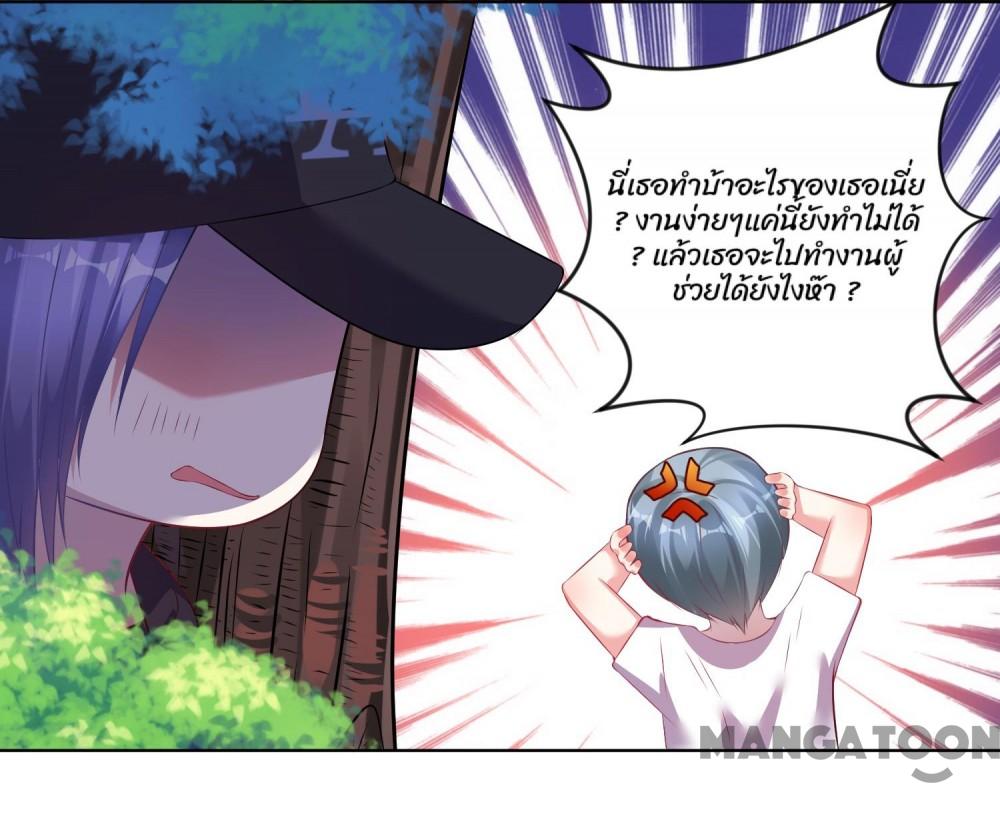 นี่เธอทำบ้าอะไรของเธอเนี่ย
? งานง่ายๆแค่นี้ยังทำไม่ได้
? แล้วเธอจะไปทำงานผู้
ช่วยได้ยังไงห๊า ?
MANGATOON